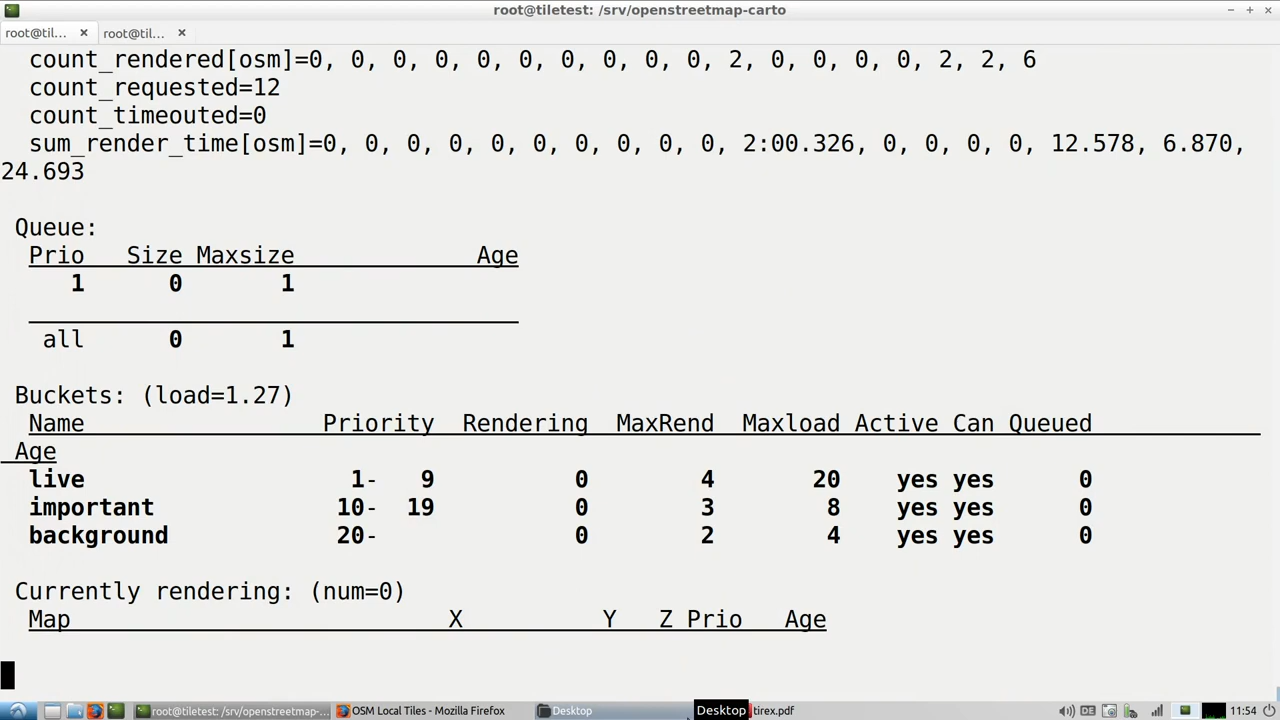 root@tiletest: /srv/openstreetmap-carto
root@til... root@til...
count_rendered[osm]=0, 0, 0, 0, 0, 0, 0, 0, 0, 0, 2, 0, 0, 0, 0, 2, 2, 6
count_requested=12
count_timeouted=0
sum_render_time[osm]=0, 0, 0, 0, 0, 0, 0, 0, 0, 0, 2:00.326, 0, 0, 0, 0, 12.578, 6.870,
24.693
Queue:
Prio Size Maxsize Age
1 0 1
all 0 1
Buckets: (load=1.27)
Name Priority Rendering MaxRend Maxload Active Can Queued
Age
live 1- 9 0 4 20 yes yes 0
important 10- 19 0 3 8 yes yes 0
background 20- 0 2 4 yes yes 0
Currently rendering: (num=0)
Map X Y Z Prio Age
root@tiletest: /srv/openstreetmap-carto-... OSM Local Tiles - Mozilla Firefox Desktop Desktop tirex.pdf DE 11:54